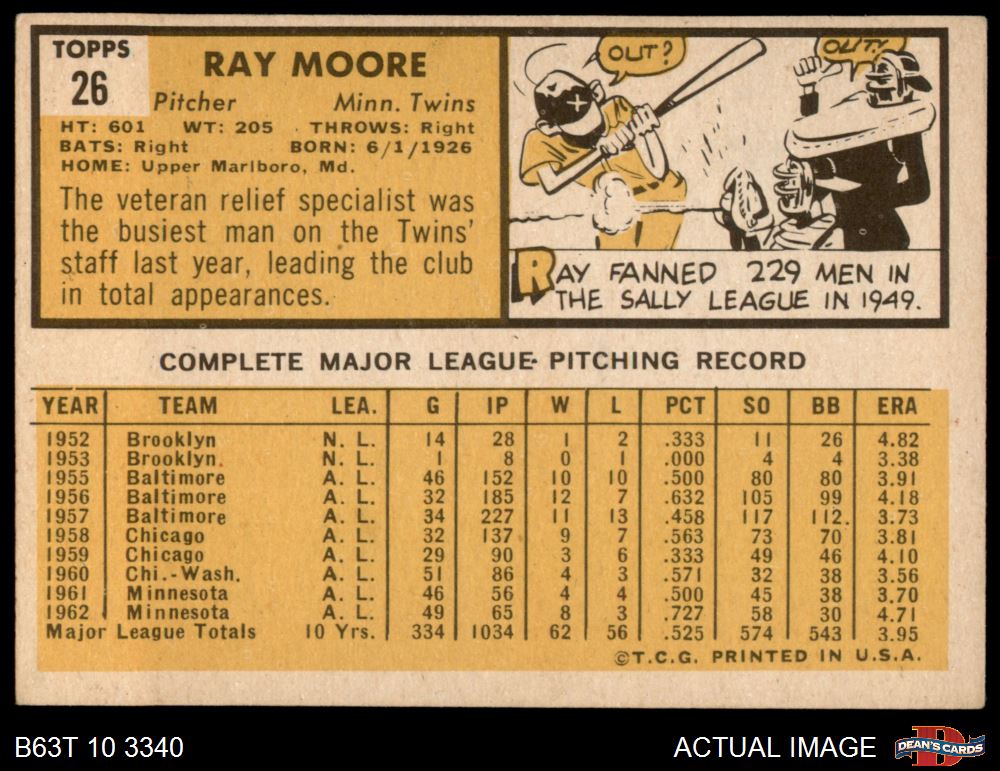 TOPPS
26
RAY MOORE
Pitcher Minn. Twins
HT: 601 WT: 205 THROWS: Right
BATS: Right BORN: 6/1/1926
HOME: Upper Marlboro, Md.
The veteran relief specialist was
the busiest man on the Twins'
staff last year, leading the club
in total appearances.
OUT?
OUT!
RAY FANNED 229 MEN IN
THE SALLY LEAGUE IN 1949.
COMPLETE MAJOR LEAGUE PITCHING RECORD
YEAR TEAM LEA. G IP W L PCT SO BB ERA
1952 Brooklyn N. L. 14 28 1 2 .333 11 26 4.82
1953 Brooklyn. N. L. 1 8 0 1 .000 4 4 3.38
1955 Baltimore A. L. 46 152 10 10 .500 80 80 3.91
1956 Baltimore A. L. 32 185 12 7 .632 105 99 4.18
1957 Baltimore A. L. 34 227 11 13 .458 117 112. 3.73
1958 Chicago A. L. 32 137 9 7 .563 73 70 3.81
1959 Chicago A. L. 29 90 3 6 .333 49 46 4.10
1960 Chi.-Wash. A. L. 51 86 4 3 .571 32 38 3.56
1961 Minnesota A. L. 46 56 4 4 .500 45 38 3.70
1962 Minnesota A. L. 49 65 8 3 .727 58 30 4.71
Major League Totals 10 Yrs. 334 1034 62 56 .525 574 543 3.95
©T.C.G. PRINTED IN U.S.A.
B63T 10 3340
ACTUAL IMAGE
DEAN'S CARDS